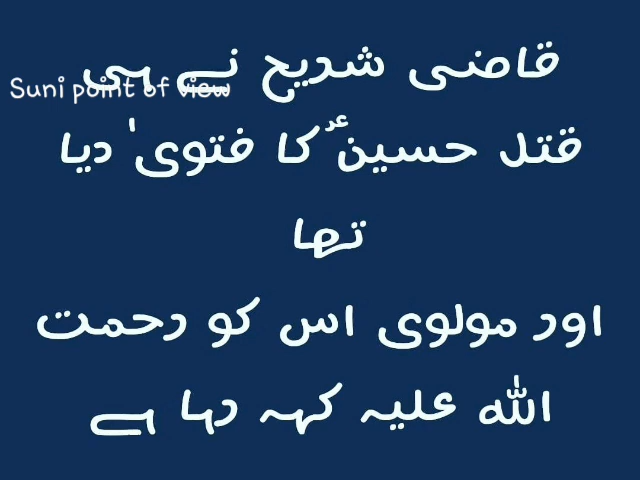 قاضی شریح نے ہی
Suni point of view
قتل حسینؑ کا فتویٰ دیا
تھا
اور مولوی اس کو رحمت
اللہ علیہ کہہ رہا ہے